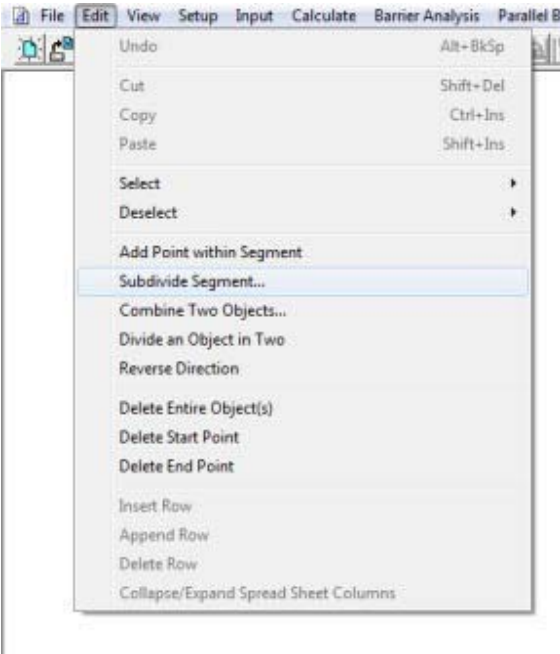 File Edit View Setup Input Calculate Barrier Analysis Parallel B
Undo Alt+BkSp
Cut Shift+Del
Copy Ctrl+Ins
Paste Shift+Ins
Select
Deselect
Add Point within Segment
Subdivide Segment...
Combine Two Objects...
Divide an Object in Two
Reverse Direction
Delete Entire Object(s)
Delete Start Point
Delete End Point
Insert Row
Append Row
Delete Row
Collapse/Expand Spread Sheet Columns